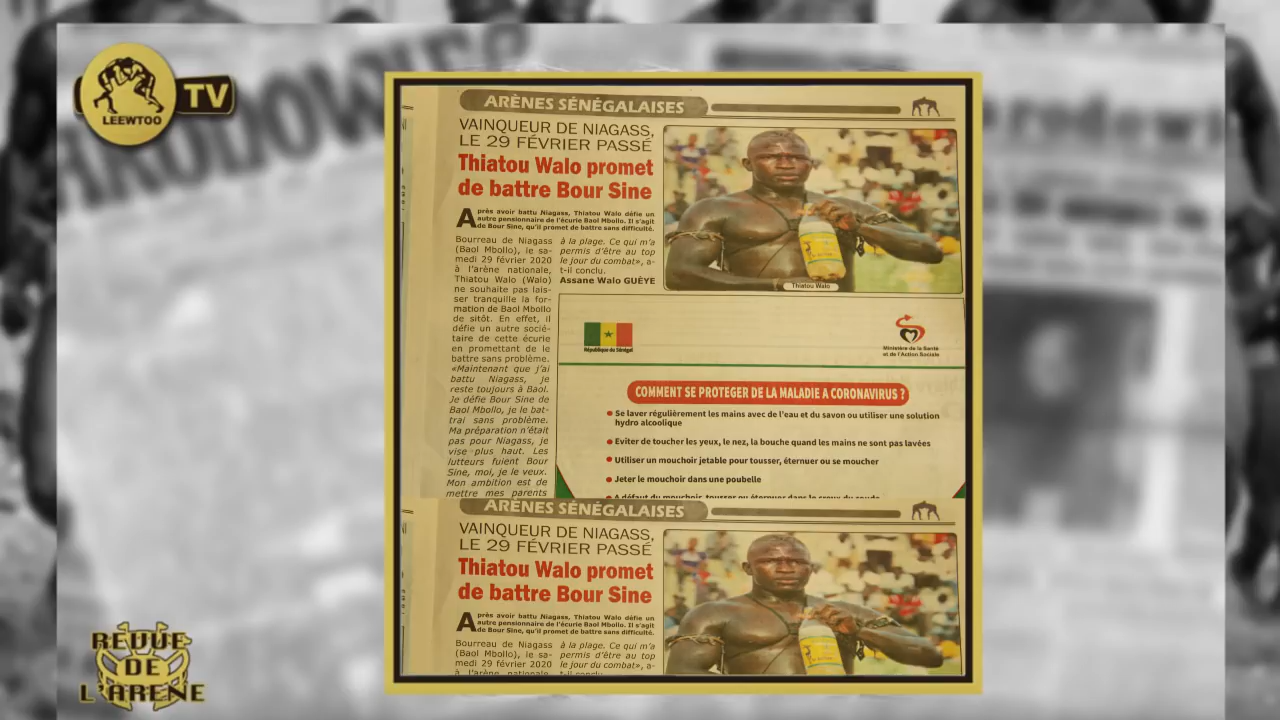 LEEWTOO
TV
ARÈNES SÉNÉGALAISES
VAINQUEUR DE NIAGASS,
LE 29 FÉVRIER PASSÉ
Thiatou Walo promet
de battre Bour Sine
Après avoir battu Niagass, Thiatou Walo défie un
autre pensionnaire de l'écurie Baol Mbollo. Il s'agit
de Bour Sine, qu'il promet de battre sans difficulté.
Bourreau de Niagass
(Baol Mbollo), le sa-
medi 29 février 2020
à l'arène nationale,
Thiatou Walo (Walo)
ne souhaite pas lais-
ser tranquille la for-
mation de Baol Mbollo
de sitôt. En effet, il
défie un autre socié-
taire de cette écurie
en promettant de le
battre sans problème.
«Maintenant que j'ai
battu Niagass, je
reste toujours à Baol.
Je défie Bour Sine de
Baol Mbollo, je le bat-
trai sans problème.
Ma préparation n'était
pas pour Niagass, je
vise plus haut. Les
lutteurs fuient Bour
Sine, moi, je le veux.
Mon ambition est de
mettre mes parents
à la plage. Ce qui m'a
permis d'être au top
le jour du combat», a-
t-il conclu.
Assane Walo GUÈYE
Thiatou Walo
République du Sénégal
Ministère de la Santé
et de l'Action Sociale
COMMENT SE PROTEGER DE LA MALADIE A CORONAVIRUS ?
Se laver régulièrement les mains avec de l'eau et du savon ou utiliser une solution
hydro alcoolique
Eviter de toucher les yeux, le nez, la bouche quand les mains ne sont pas lavées
Utiliser un mouchoir jetable pour tousser, éternuer ou se moucher
Jeter le mouchoir dans une poubelle
A défaut du mouchoir, tousser ou éternuer dans le creux du coude
ARÈNES SÉNÉGALAISES
VAINQUEUR DE NIAGASS,
LE 29 FÉVRIER PASSÉ
Thiatou Walo promet
de battre Bour Sine
Après avoir battu Niagass, Thiatou Walo défie un
autre pensionnaire de l'écurie Baol Mbollo. Il s'agit
de Bour Sine, qu'il promet de battre sans difficulté.
Bourreau de Niagass
(Baol Mbollo), le sa-
medi 29 février 2020
à l'arène nationale,
à la plage. Ce qui m'a
permis d'être au top
le jour du combat», a-
t-il conclu.
REVUE
DE
L'ARENE